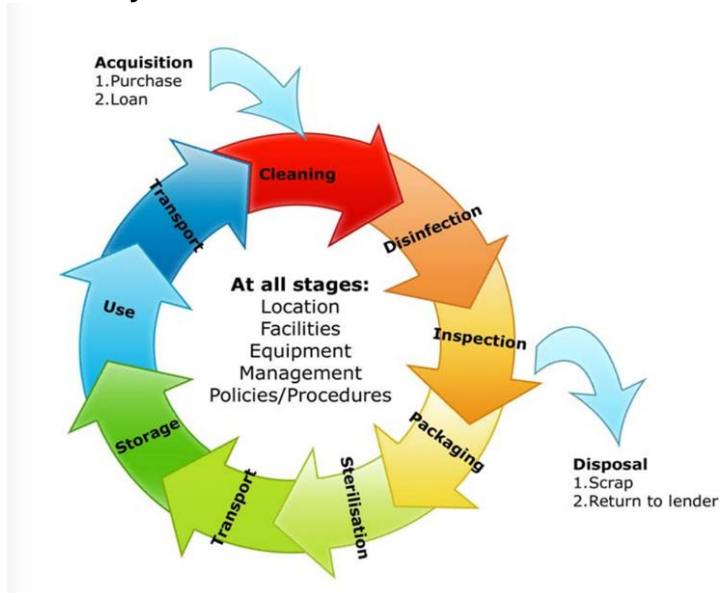 Acquisition
1.Purchase
2.Loan
Cleaning
Disinfection
Inspection
Packaging
Sterilisation
Transport
Storage
Use
Transport
At all stages:
Location
Facilities
Equipment
Management
Policies/Procedures
Disposal
1.Scrap
2.Return to lender